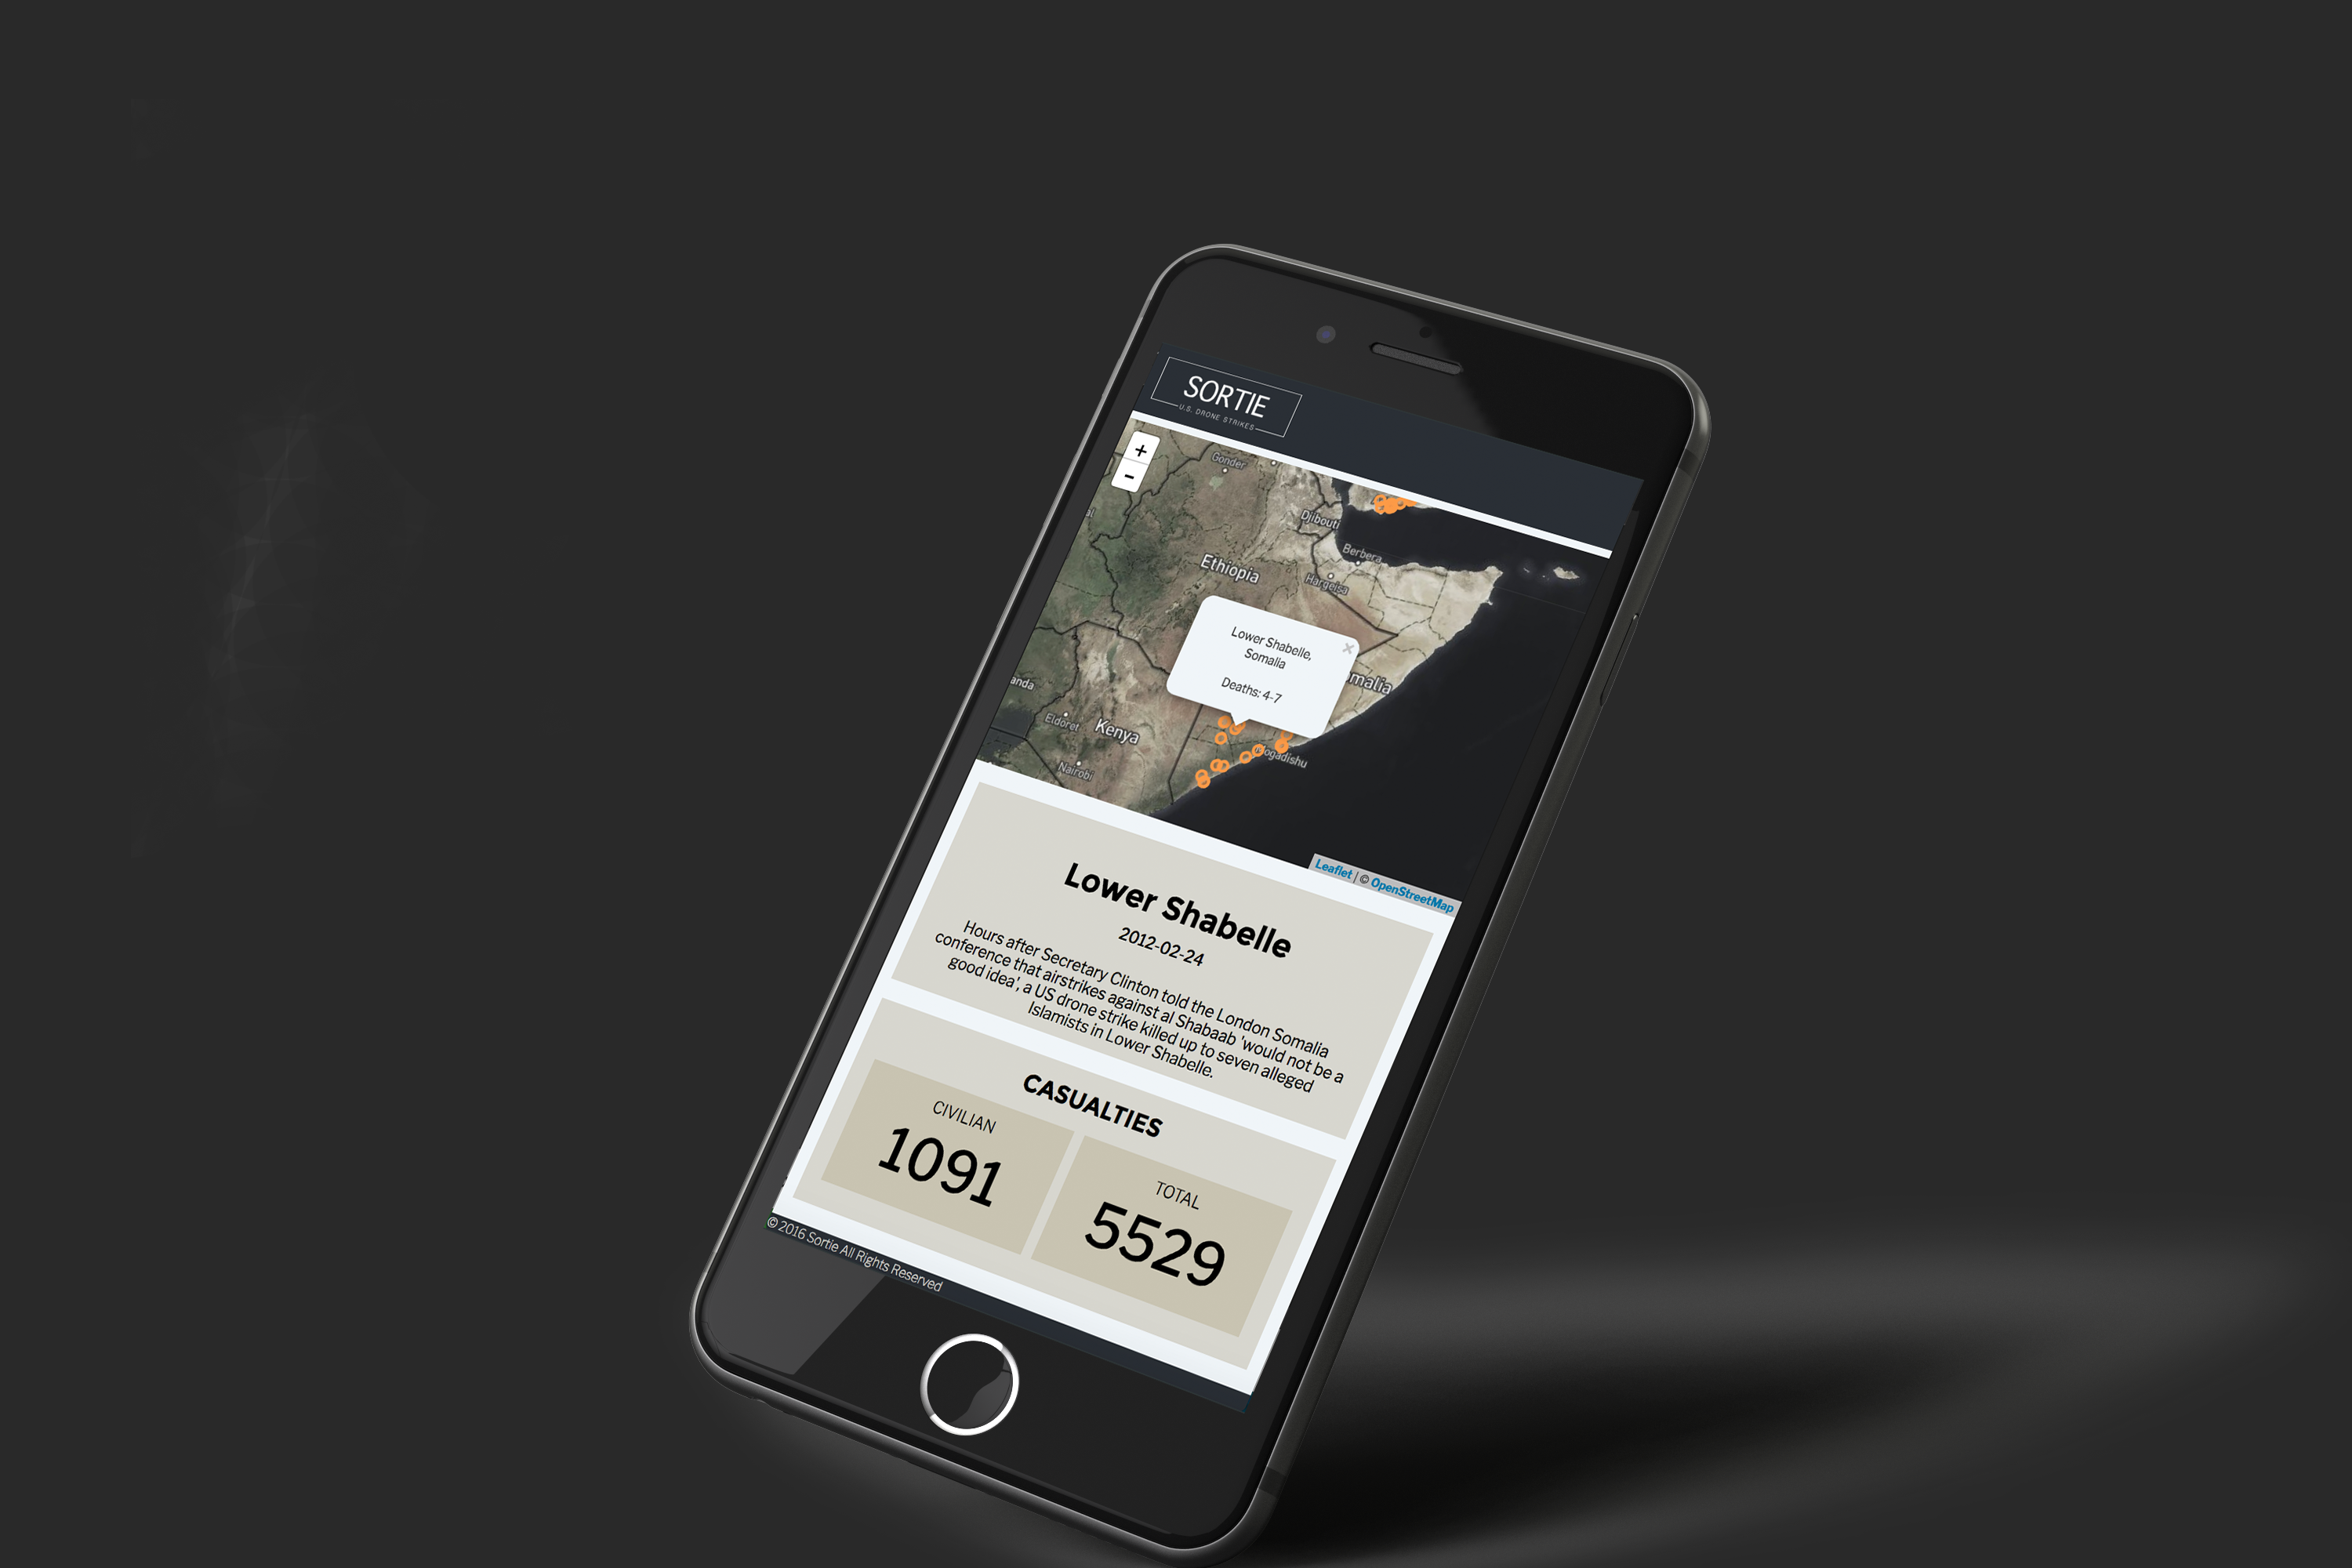 SORTIE
U.S. DRONE STRIKES
+
-
Gonder
Djibouti
Berbera
Ethiopia
Hargeisa
Lower Shabelle,
Somalia
Deaths: 4-7
×
malia
anda
Eldoret
Kenya
Mogadishu
Nairobi
Leaflet | © OpenStreetMap
Lower Shabelle
2012-02-24
Hours after Secretary Clinton told the London Somalia
conference that airstrikes against al Shabaab 'would not be a
good idea', a US drone strike killed up to seven alleged
Islamists in Lower Shabelle.
CASUALTIES
CIVILIAN
1091
TOTAL
5529
© 2016 Sortie All Rights Reserved